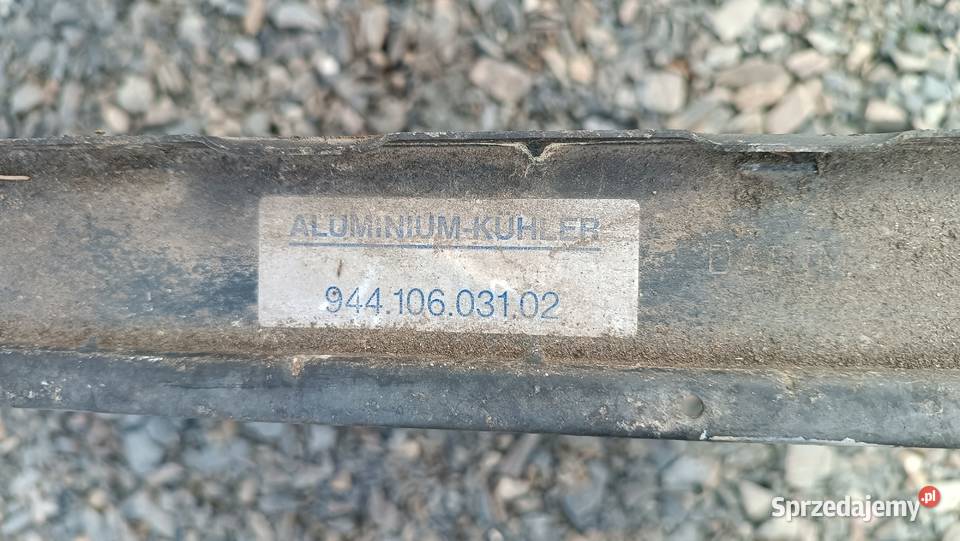 ALUMINIUM-KÜHLER
944.106.031.02
Sprzedajemy.pl